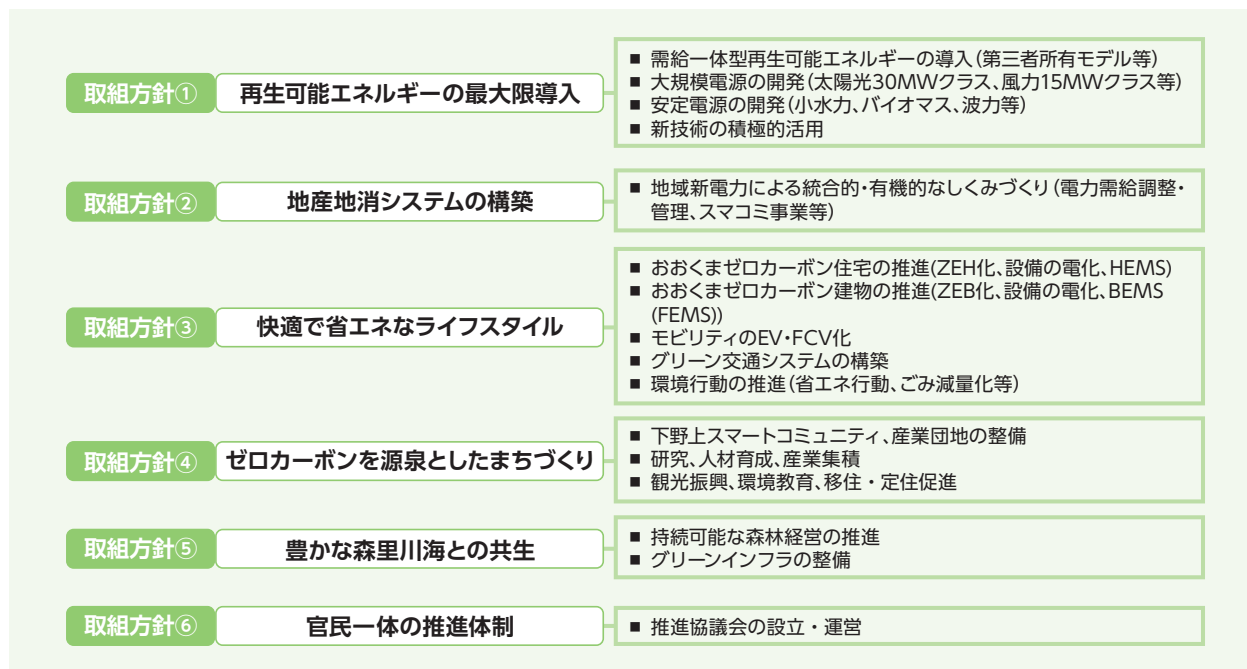 取組方針① 再生可能エネルギーの最大限導入
■ 需給一体型再生可能エネルギーの導入(第三者所有モデル等)
■ 大規模電源の開発(太陽光30MWクラス、風力15MWクラス等)
■ 安定電源の開発(小水力、バイオマス、波力等)
■ 新技術の積極的活用
取組方針② 地産地消システムの構築
■ 地域新電力による統合的・有機的なしくみづくり(電力需給調整・
管理、スマコミ事業等)
取組方針③ 快適で省エネなライフスタイル
■ おおくまゼロカーボン住宅の推進(ZEH化、設備の電化、HEMS)
■ おおくまゼロカーボン建物の推進(ZEB化、設備の電化、BEMS
(FEMS))
■ モビリティのEV・FCV化
■ グリーン交通システムの構築
■ 環境行動の推進(省エネ行動、ごみ減量化等)
取組方針④ ゼロカーボンを源泉としたまちづくり
■ 下野上スマートコミュニティ、産業団地の整備
■ 研究、人材育成、産業集積
■ 観光振興、環境教育、移住・定住促進
取組方針⑤ 豊かな森里川海との共生
■ 持続可能な森林経営の推進
■ グリーンインフラの整備
取組方針⑥ 官民一体の推進体制
■ 推進協議会の設立・運営